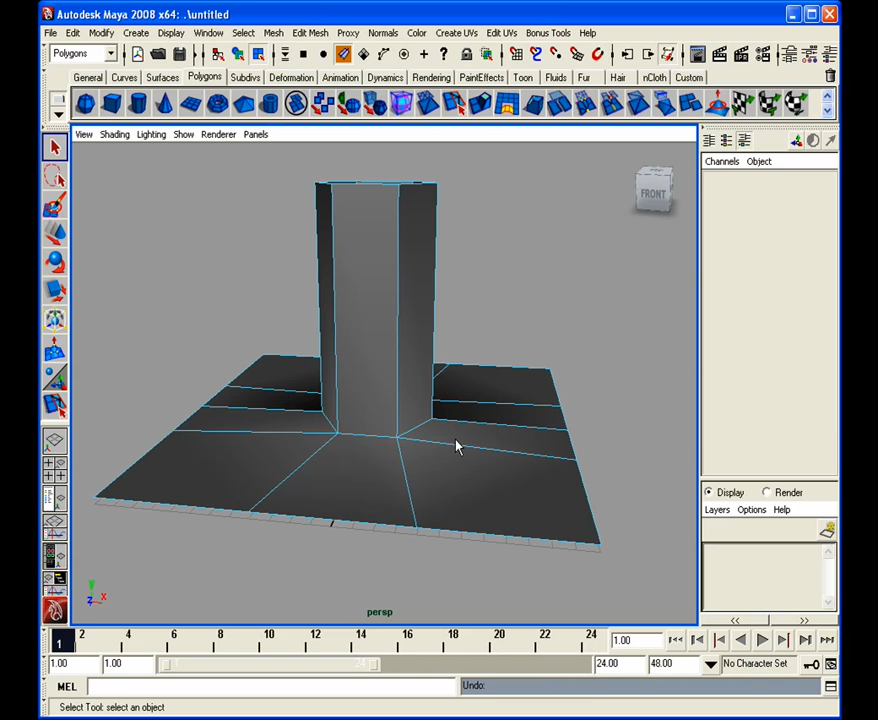 Autodesk Maya 2008 x64: .\untitled
File Edit Modify Create Display Window Select Mesh Edit Mesh Proxy Normals Color Create UVs Edit UVs Bonus Tools Help
Polygons
General Curves Surfaces Polygons Subdivs Deformation Animation Dynamics Rendering PaintEffects Toon Fluids Fur Hair nCloth Custom
View Shading Lighting Show Renderer Panels
Channels Object
FRONT
Display Render
Layers Options Help
y
z x
persp
<< >>
1 2 4 6 8 10 12 14 16 18 20 22 24 1.00
1.00 1.00 1 24 24.00 48.00 No Character Set
MEL Undo:
Select Tool: select an object